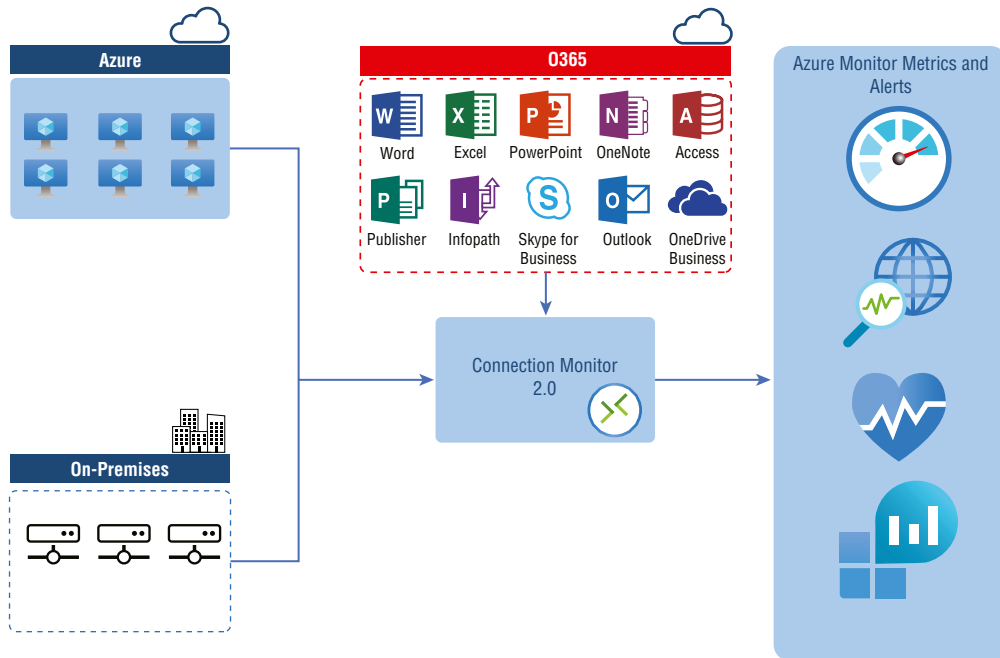 Azure
O365
W
X
P
N
A
Word
Excel
PowerPoint
OneNote
Access
P
I
S
O
Publisher
Infopath
Skype for
Business
Outlook
OneDrive
Business
Connection Monitor
2.0
On-Premises
Azure Monitor Metrics and
Alerts